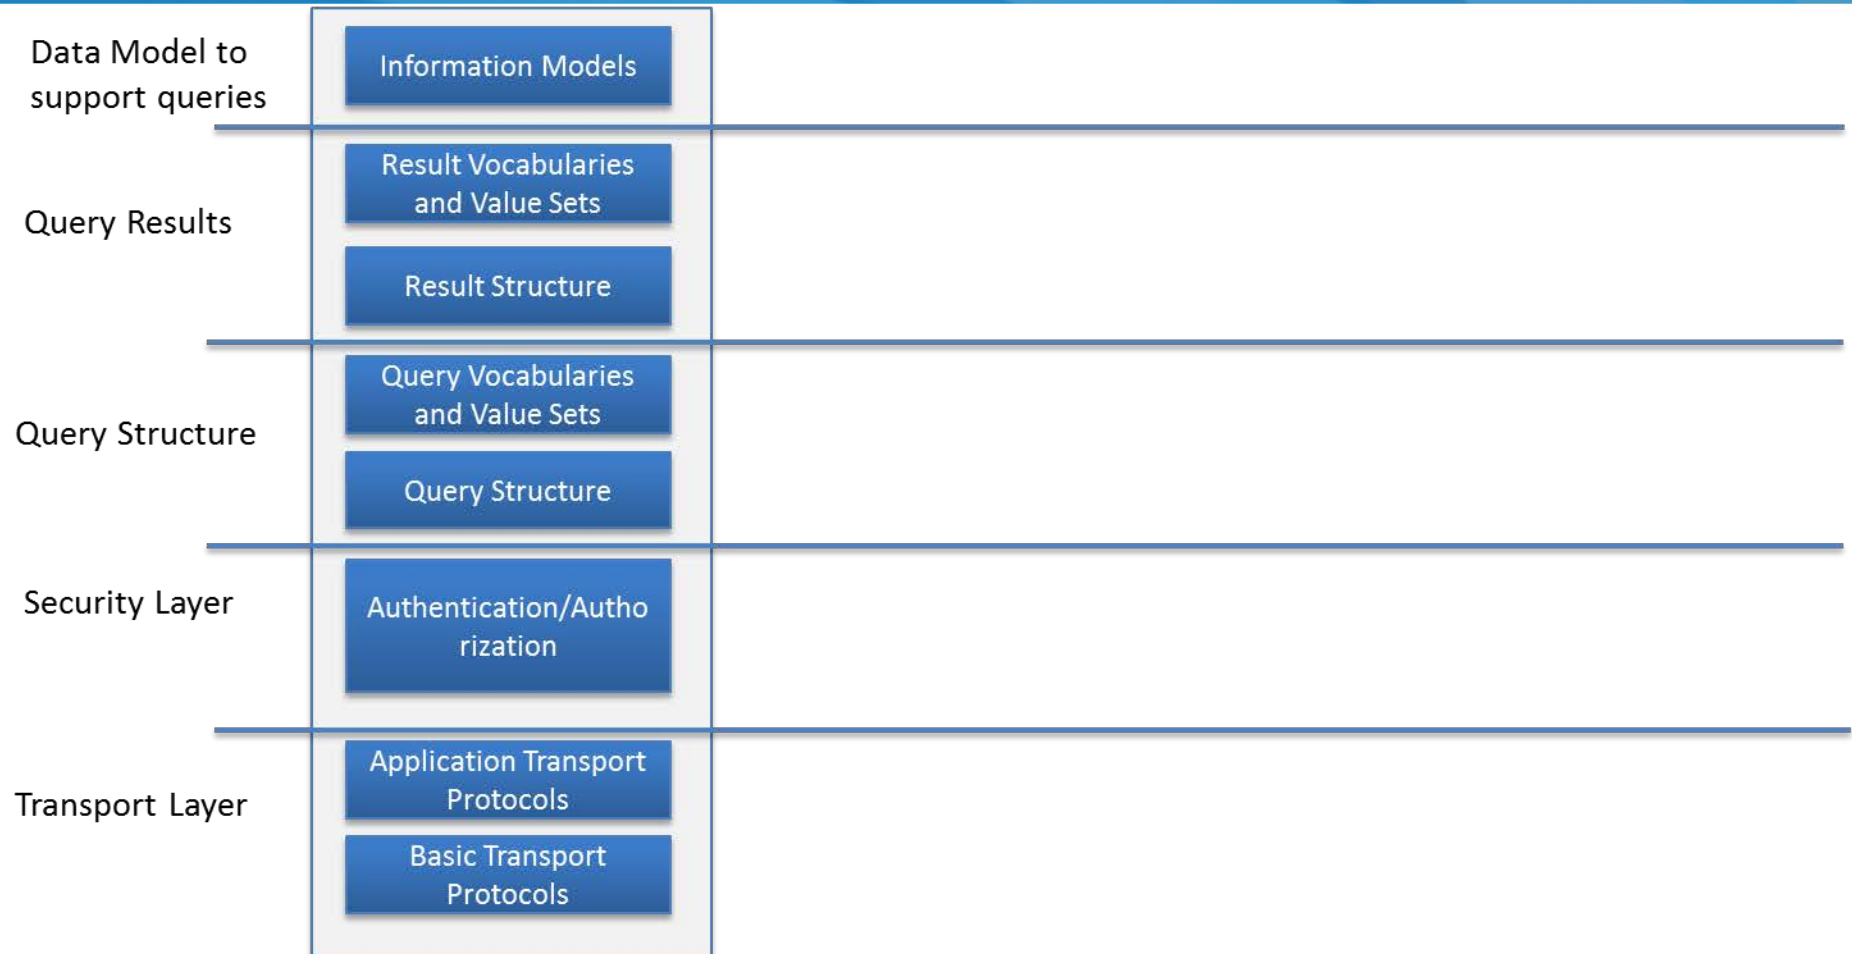 Data Model to
support queries
Information Models
Query Results
Result Vocabularies
and Value Sets
Result Structure
Query Structure
Query Vocabularies
and Value Sets
Query Structure
Security Layer
Authentication/Autho
rization
Transport Layer
Application Transport
Protocols
Basic Transport
Protocols